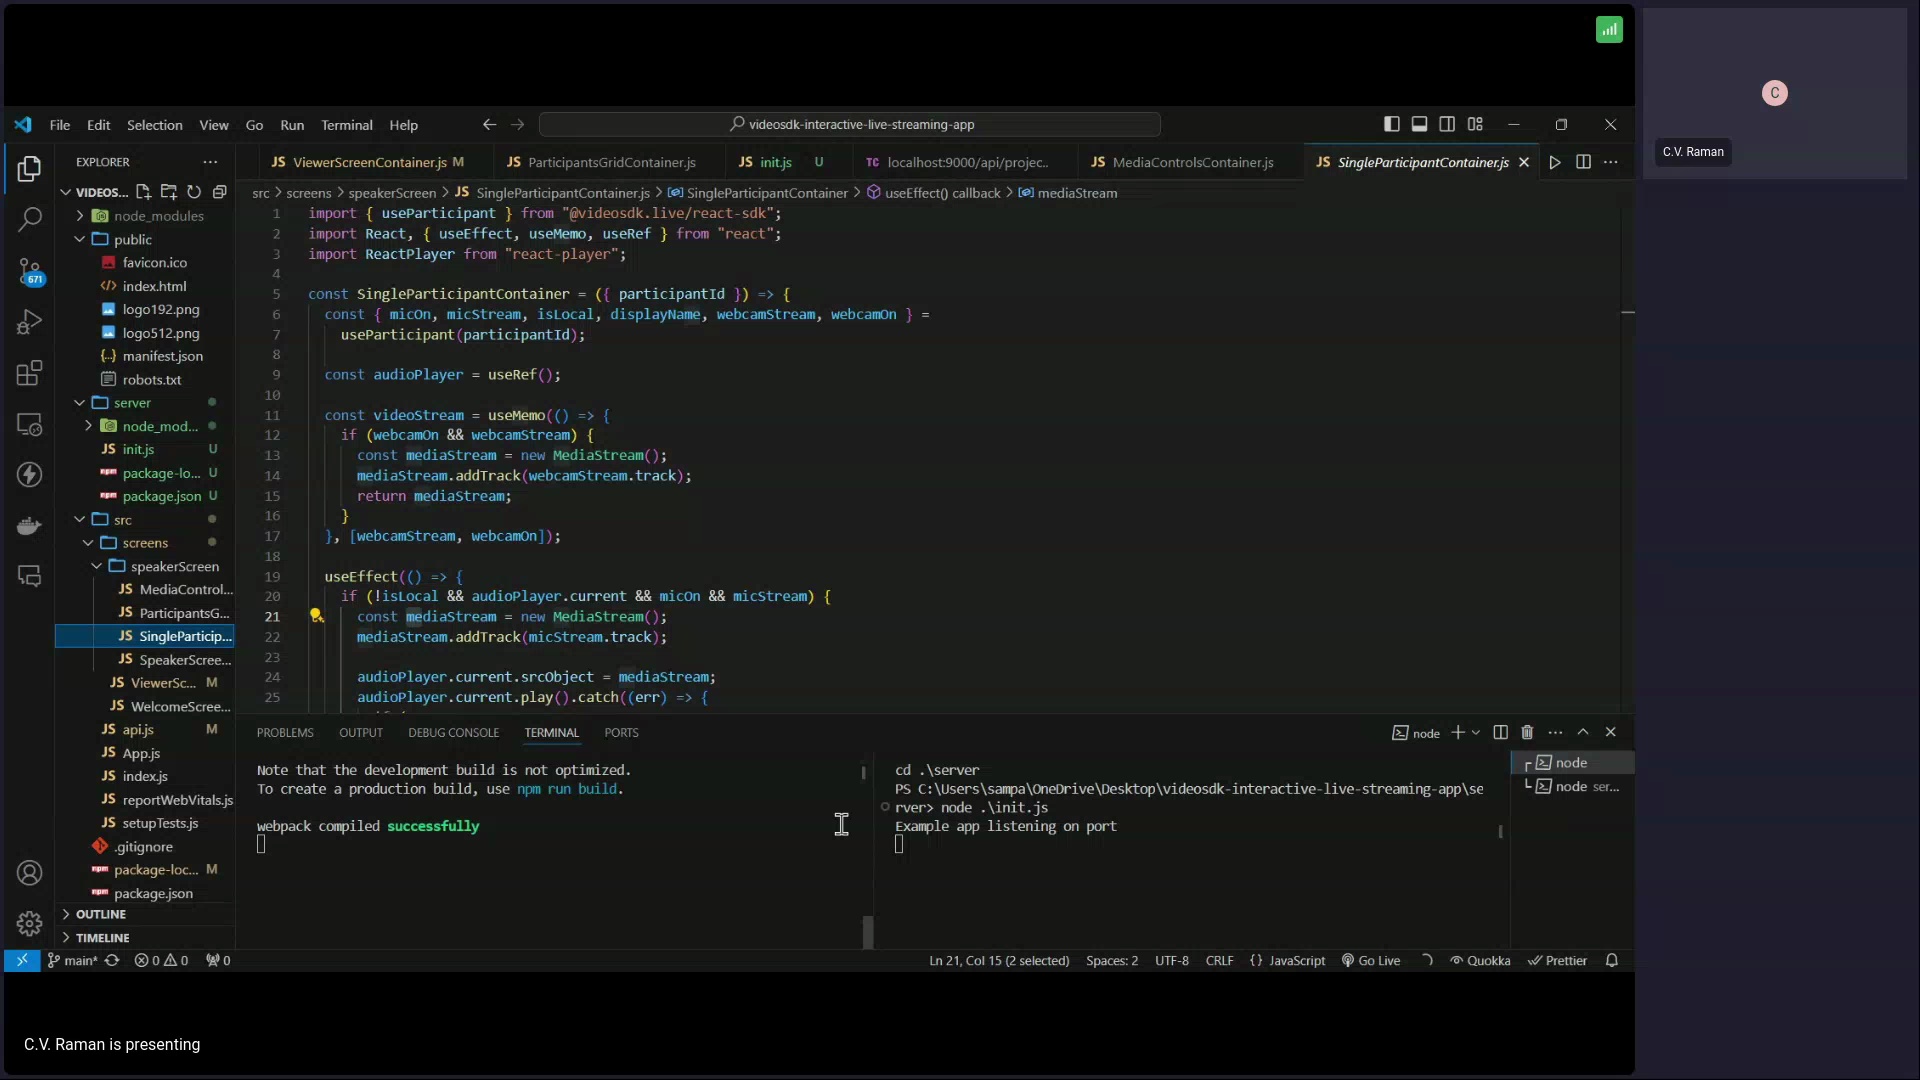 C
C.V. Raman
File Edit Selection View Go Run Terminal Help
videosdk-interactive-live-streaming-app
EXPLORER
VIDEOS...
node_modules
public
favicon.ico
index.html
logo192.png
logo512.png
manifest.json
robots.txt
server
node_mod...
init.js U
package-lo... U
package.json U
src
screens
speakerScreen
MediaControl...
ParticipantsG...
SingleParticip...
SpeakerScree...
ViewerSc... M
WelcomeScree...
api.js M
App.js
index.js
reportWebVitals.js
setupTests.js
.gitignore
package-loc... M
package.json
OUTLINE
TIMELINE
671
JS ViewerScreenContainer.js M JS ParticipantsGridContainer.js JS init.js U TC localhost:9000/api/projec.. JS MediaControlsContainer.js JS SingleParticipantContainer.js
src > screens > speakerScreen > JS SingleParticipantContainer.js > SingleParticipantContainer > useEffect() callback > mediaStream
1 import { useParticipant } from "@videosdk.live/react-sdk";
2 import React, { useEffect, useMemo, useRef } from "react";
3 import ReactPlayer from "react-player";
4
5 const SingleParticipantContainer = ({ participantId }) => {
6 const { micOn, micStream, isLocal, displayName, webcamStream, webcamOn } =
7 useParticipant(participantId);
8
9 const audioPlayer = useRef();
10
11 const videoStream = useMemo(() => {
12 if (webcamOn && webcamStream) {
13 const mediaStream = new MediaStream();
14 mediaStream.addTrack(webcamStream.track);
15 return mediaStream;
16 }
17 }, [webcamStream, webcamOn]);
18
19 useEffect(() => {
20 if (!isLocal && audioPlayer.current && micOn && micStream) {
21 const mediaStream = new MediaStream();
22 mediaStream.addTrack(micStream.track);
23
24 audioPlayer.current.srcObject = mediaStream;
25 audioPlayer.current.play().catch((err) => {
PROBLEMS OUTPUT DEBUG CONSOLE TERMINAL PORTS
node
Note that the development build is not optimized.
To create a production build, use npm run build.
webpack compiled successfully
cd .\server
PS C:\Users\sampa\OneDrive\Desktop\videosdk-interactive-live-streaming-app\se
rver> node .\init.js
Example app listening on port
node
node ser...
main* 0 0 0 Ln 21, Col 15 (2 selected) Spaces: 2 UTF-8 CRLF {} JavaScript Go Live Quokka Prettier
C.V. Raman is presenting